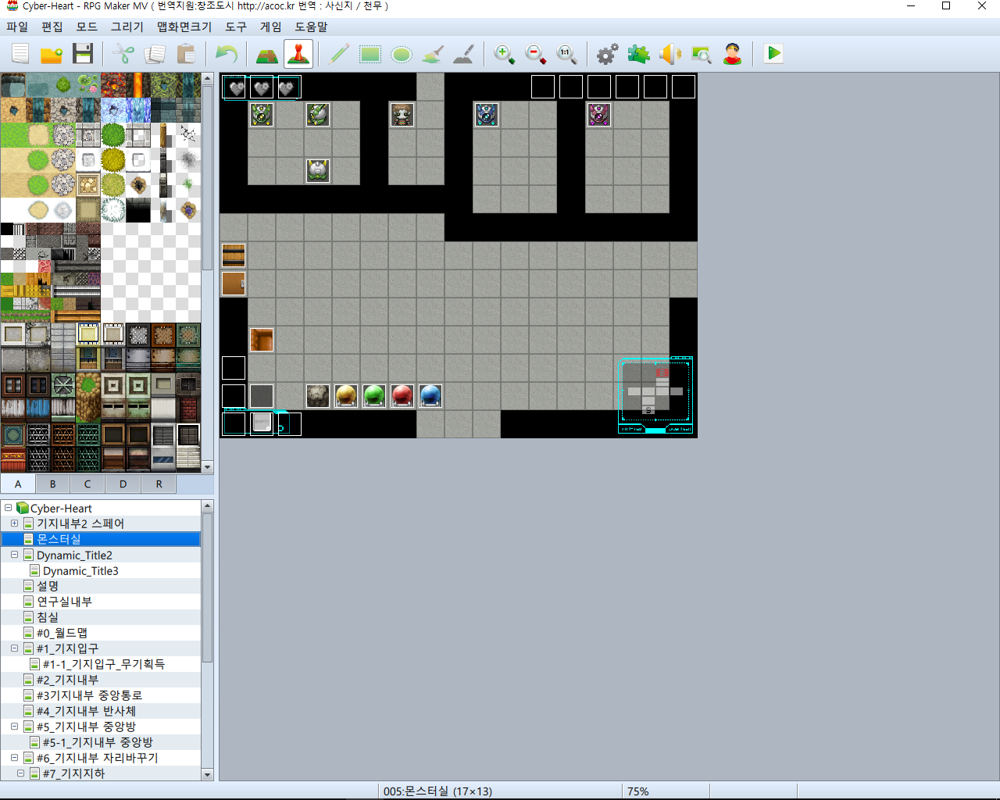 Cyber-Heart - RPG Maker MV ( 번역지원:창조도시 http://acoc.kr 번역 : 사신지 / 천무 )
파일 편집 모드 그리기 맵화면크기 도구 게임 도움말
1:1
A B C D R
Cyber-Heart
기지내부2 스페어
몬스터실
Dynamic_Title2
Dynamic_Title3
설명
연구실내부
침실
#0_월드맵
#1_기지입구
#1-1_기지입구_무기획득
#2_기지내부
#3기지내부 중앙통로
#4_기지내부 반사체
#5_기지내부 중앙방
#5-1_기지내부 중앙방
#6_기지내부 자리바꾸기
#7_기지지하
005:몬스터실 (17×13) 75%